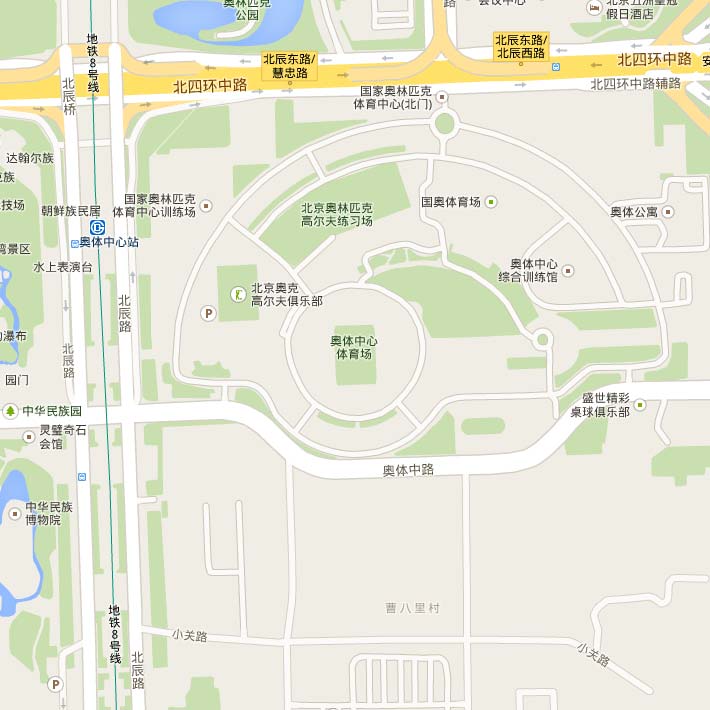 奥林匹克
公园
会议中心
北京五洲皇冠
假日酒店
地铁8号线
北辰东路/
慧忠路
北辰东路/
北辰西路
北四环中路
北四环中路
安
北辰桥
国家奥林匹克
体育中心(北门)
北四环中路辅路
达翰尔族
克族
国家奥林匹克
体育中心训练场
北京奥林匹克
高尔夫练习场
国奥体育场
技场
朝鲜族民居
奥体公寓
奥体中心站
湾景区
水上表演台
奥体中心
综合训练馆
北辰路
北京奥克
高尔夫俱乐部
P
瀑布
北辰路
奥体中心
体育场
园门
中华民族园
盛世精彩
桌球俱乐部
灵璧奇石
会馆
奥体中路
中华民族
博物院
曹八里村
地铁8号线
小关路
小关路
北辰路
P